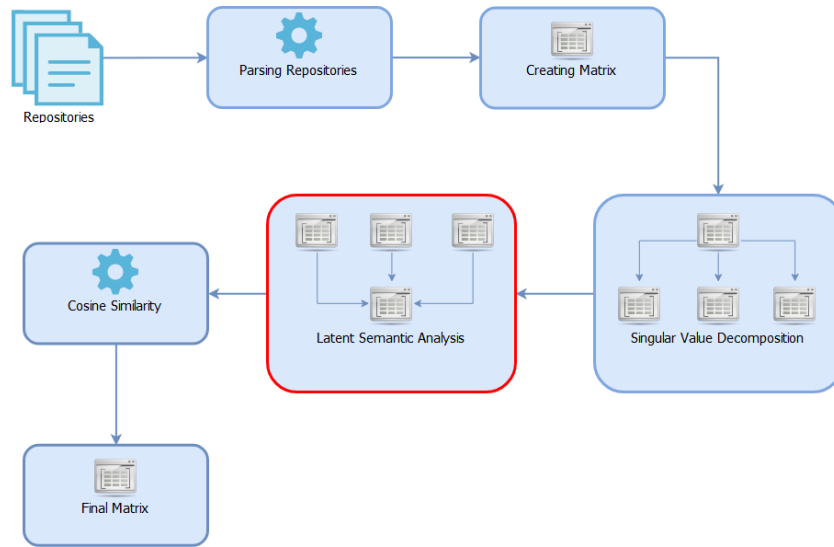 Repositories
Parsing Repositories
Creating Matrix
Singular Value Decomposition
Latent Semantic Analysis
Cosine Similarity
Final Matrix